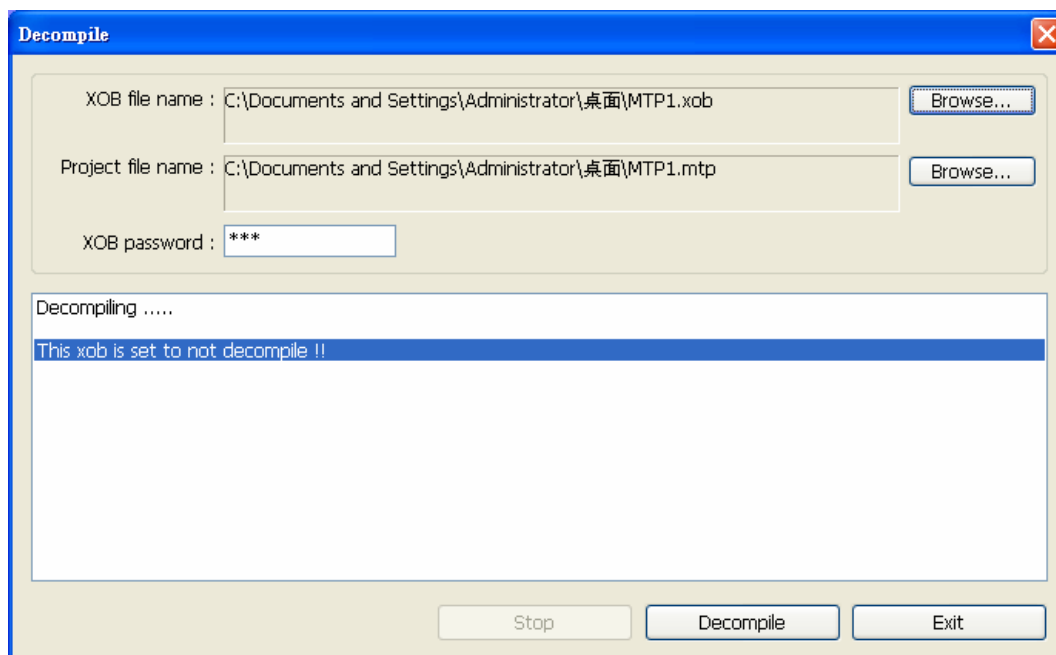 Decompile
XOB file name : C:\Documents and Settings\Administrator\桌面\MTP1.xob Browse...
Project file name : C:\Documents and Settings\Administrator\桌面\MTP1.mtp Browse...
XOB password : ***
Decompiling .....
This xob is set to not decompile !!
Stop Decompile Exit